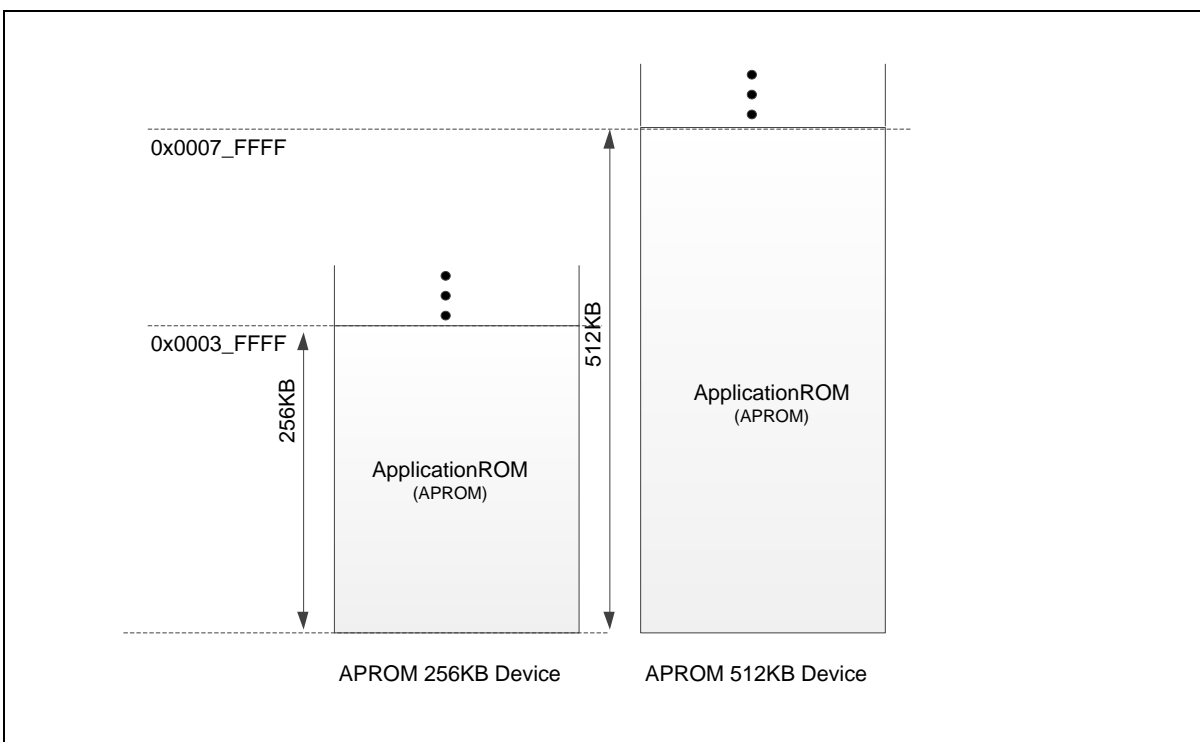 0x0007_FFFF
0x0003_FFFF
256KB
512KB
ApplicationROM
(APROM)
ApplicationROM
(APROM)
APROM 256KB Device
APROM 512KB Device